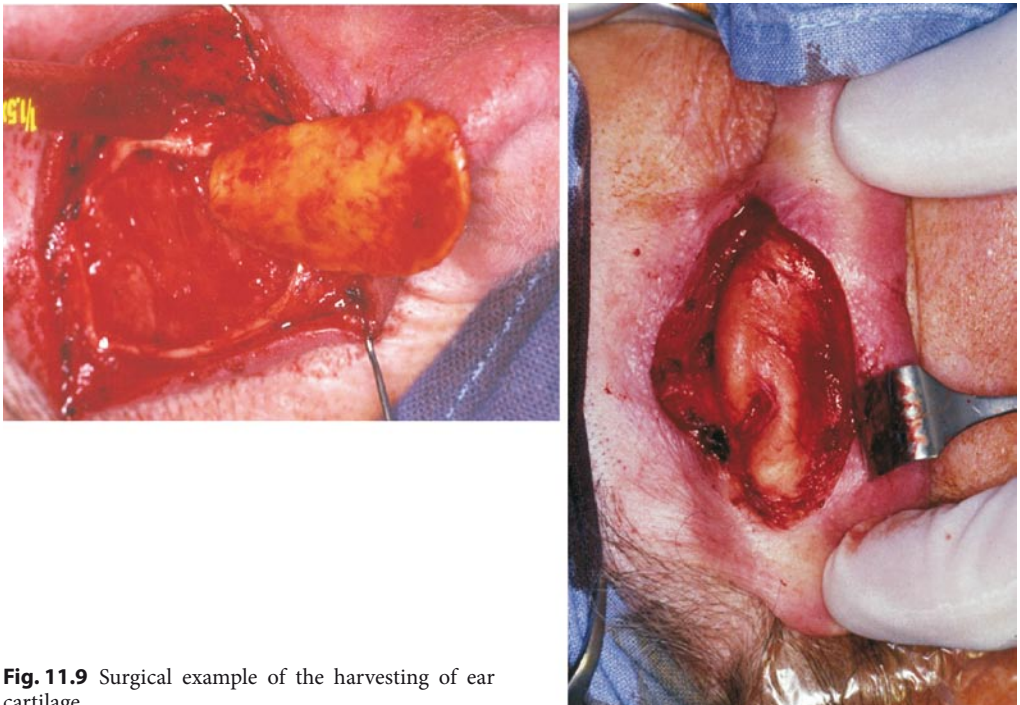 Fig. 11.9 Surgical example of the harvesting of ear
cartilage